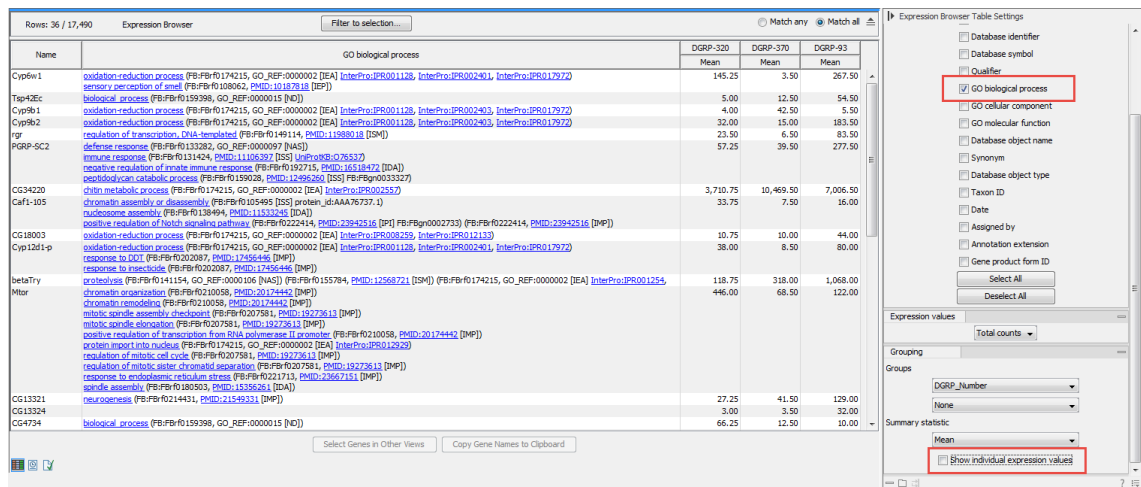 Rows: 36 / 17,490 Expression Browser Filter to selection... Match any Match all
Name GO biological process DGRP-320 DGRP-370 DGRP-93
Mean Mean Mean
Cyp6w1 oxidation-reduction process (FB:FBrf0174215, GO_REF:0000002 [IEA] InterPro:IPR001128, InterPro:IPR002401, InterPro:IPR017972) 145.25 3.50 267.50
sensory perception of smell (FB:FBrf0108062, PMID:10187818 [IEP])
Tsp42Ec biological_process (FB:FBrf0159398, GO_REF:0000015 [ND]) 5.00 12.50 54.50
Cyp9b1 oxidation-reduction process (FB:FBrf0174215, GO_REF:0000002 [IEA] InterPro:IPR001128, InterPro:IPR002403, InterPro:IPR017972) 4.00 42.50 5.50
Cyp9b2 oxidation-reduction process (FB:FBrf0174215, GO_REF:0000002 [IEA] InterPro:IPR001128, InterPro:IPR002403, InterPro:IPR017972) 32.00 15.00 183.50
rgr regulation of transcription, DNA-templated (FB:FBrf0149114, PMID:11988018 [ISM]) 23.50 6.50 83.50
PGRP-SC2 defense response (FB:FBrf0133282, GO_REF:0000097 [NAS]) 57.25 39.50 277.50
immune response (FB:FBrf0131424, PMID:11106397 [ISS] UniProtKB:O76537)
negative regulation of innate immune response (FB:FBrf0192715, PMID:16518472 [IDA])
peptidoglycan catabolic process (FB:FBrf0159028, PMID:12496260 [ISS] FB:FBgn0033327)
CG34220 chitin metabolic process (FB:FBrf0174215, GO_REF:0000002 [IEA] InterPro:IPR002557) 3,710.75 10,469.50 7,006.50
Caf1-105 chromatin assembly or disassembly (FB:FBrf0105495 [ISS] protein_id:AAA76737.1) 33.75 7.50 16.00
nucleosome assembly (FB:FBrf0138494, PMID:11533245 [IDA])
positive regulation of Notch signaling pathway (FB:FBrf0222414, PMID:23942516 [IPI] FB:FBgn0002733) (FB:FBrf0222414, PMID:23942516 [IMP])
CG18003 oxidation-reduction process (FB:FBrf0174215, GO_REF:0000002 [IEA] InterPro:IPR008259, InterPro:IPR012133) 10.75 10.00 44.00
Cyp12d1-p oxidation-reduction process (FB:FBrf0174215, GO_REF:0000002 [IEA] InterPro:IPR001128, InterPro:IPR002401, InterPro:IPR017972) 38.00 8.50 80.00
response to DDT (FB:FBrf0202087, PMID:17456446 [IMP])
response to insecticide (FB:FBrf0202087, PMID:17456446 [IMP])
betaTry proteolysis (FB:FBrf0141154, GO_REF:0000106 [NAS]) (FB:FBrf0155784, PMID:12568721 [ISM]) (FB:FBrf0174215, GO_REF:0000002 [IEA] InterPro:IPR001254, 118.75 318.00 1,068.00
Mtor chromatin organization (FB:FBrf0210058, PMID:20174442 [IMP]) 446.00 68.50 122.00
chromatin remodeling (FB:FBrf0210058, PMID:20174442 [IMP])
mitotic spindle assembly checkpoint (FB:FBrf0207581, PMID:19273613 [IMP])
mitotic spindle elongation (FB:FBrf0207581, PMID:19273613 [IMP])
positive regulation of transcription from RNA polymerase II promoter (FB:FBrf0210058, PMID:20174442 [IMP])
protein import into nucleus (FB:FBrf0174215, GO_REF:0000002 [IEA] InterPro:IPR012929)
regulation of mitotic cell cycle (FB:FBrf0207581, PMID:19273613 [IMP])
regulation of mitotic sister chromatid separation (FB:FBrf0207581, PMID:19273613 [IMP])
response to endoplasmic reticulum stress (FB:FBrf0221713, PMID:23667151 [IMP])
spindle assembly (FB:FBrf0180503, PMID:15356261 [IDA])
CG13321 neurogenesis (FB:FBrf0214431, PMID:21549331 [IMP]) 27.25 41.50 129.00
CG13324 3.00 3.50 32.00
CG4734 biological_process (FB:FBrf0159398, GO_REF:0000015 [ND]) 66.25 12.50 10.00
Select Genes in Other Views Copy Gene Names to Clipboard
Expression Browser Table Settings
Database identifier
Database symbol
Qualifier
GO biological process
GO cellular component
GO molecular function
Database object name
Synonym
Database object type
Taxon ID
Date
Assigned by
Annotation extension
Gene product form ID
Select All
Deselect All
Expression values
Total counts
Grouping
Groups
DGRP_Number
None
Summary statistic
Mean
Show individual expression values
?